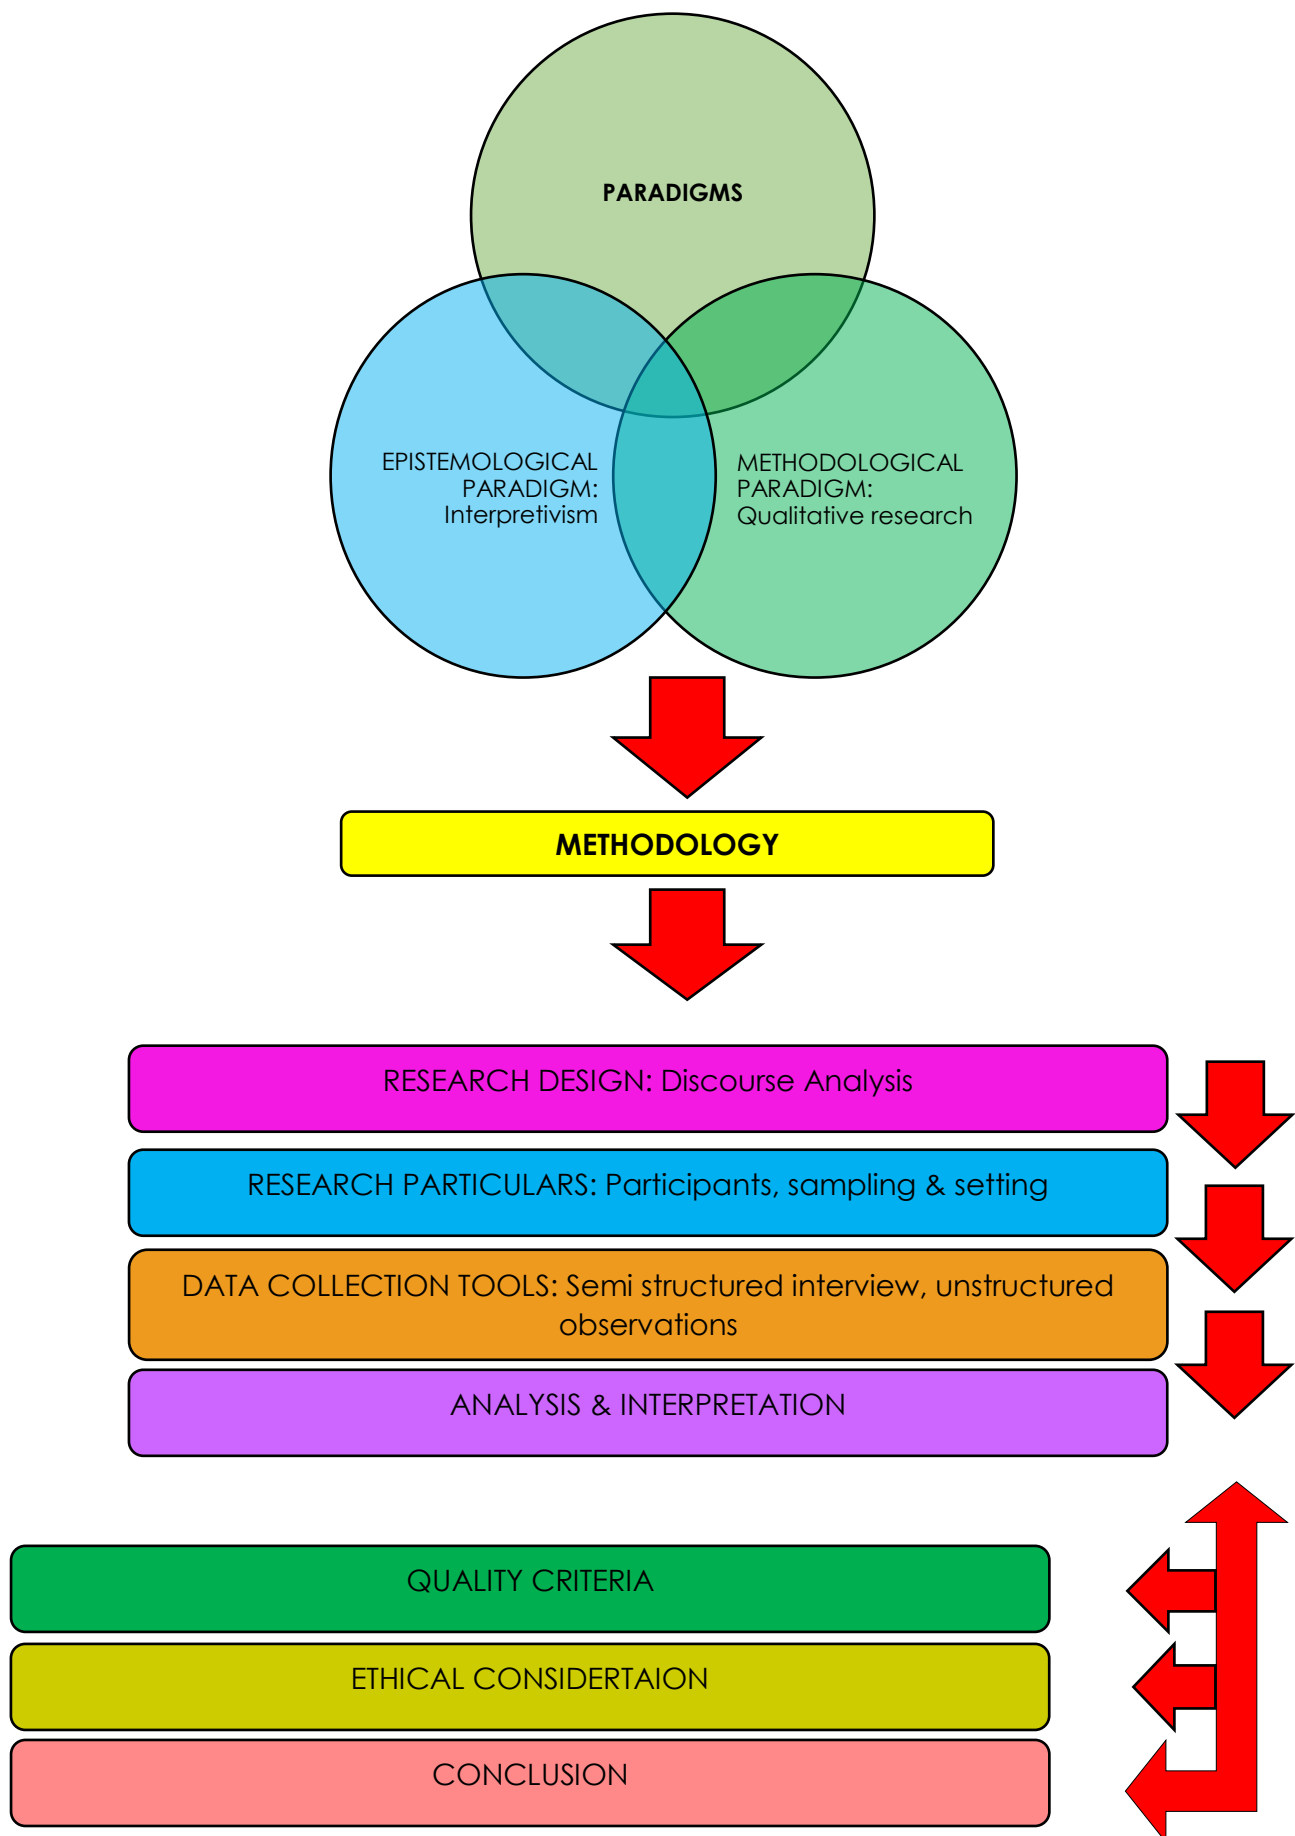 PARADIGMS
EPISTEMOLOGICAL
PARADIGM:
Interpretivism
METHODOLOGICAL
PARADIGM:
Qualitative research
METHODOLOGY
RESEARCH DESIGN: Discourse Analysis
RESEARCH PARTICULARS: Participants, sampling & setting
DATA COLLECTION TOOLS: Semi structured interview, unstructured
observations
ANALYSIS & INTERPRETATION
QUALITY CRITERIA
ETHICAL CONSIDERTAION
CONCLUSION